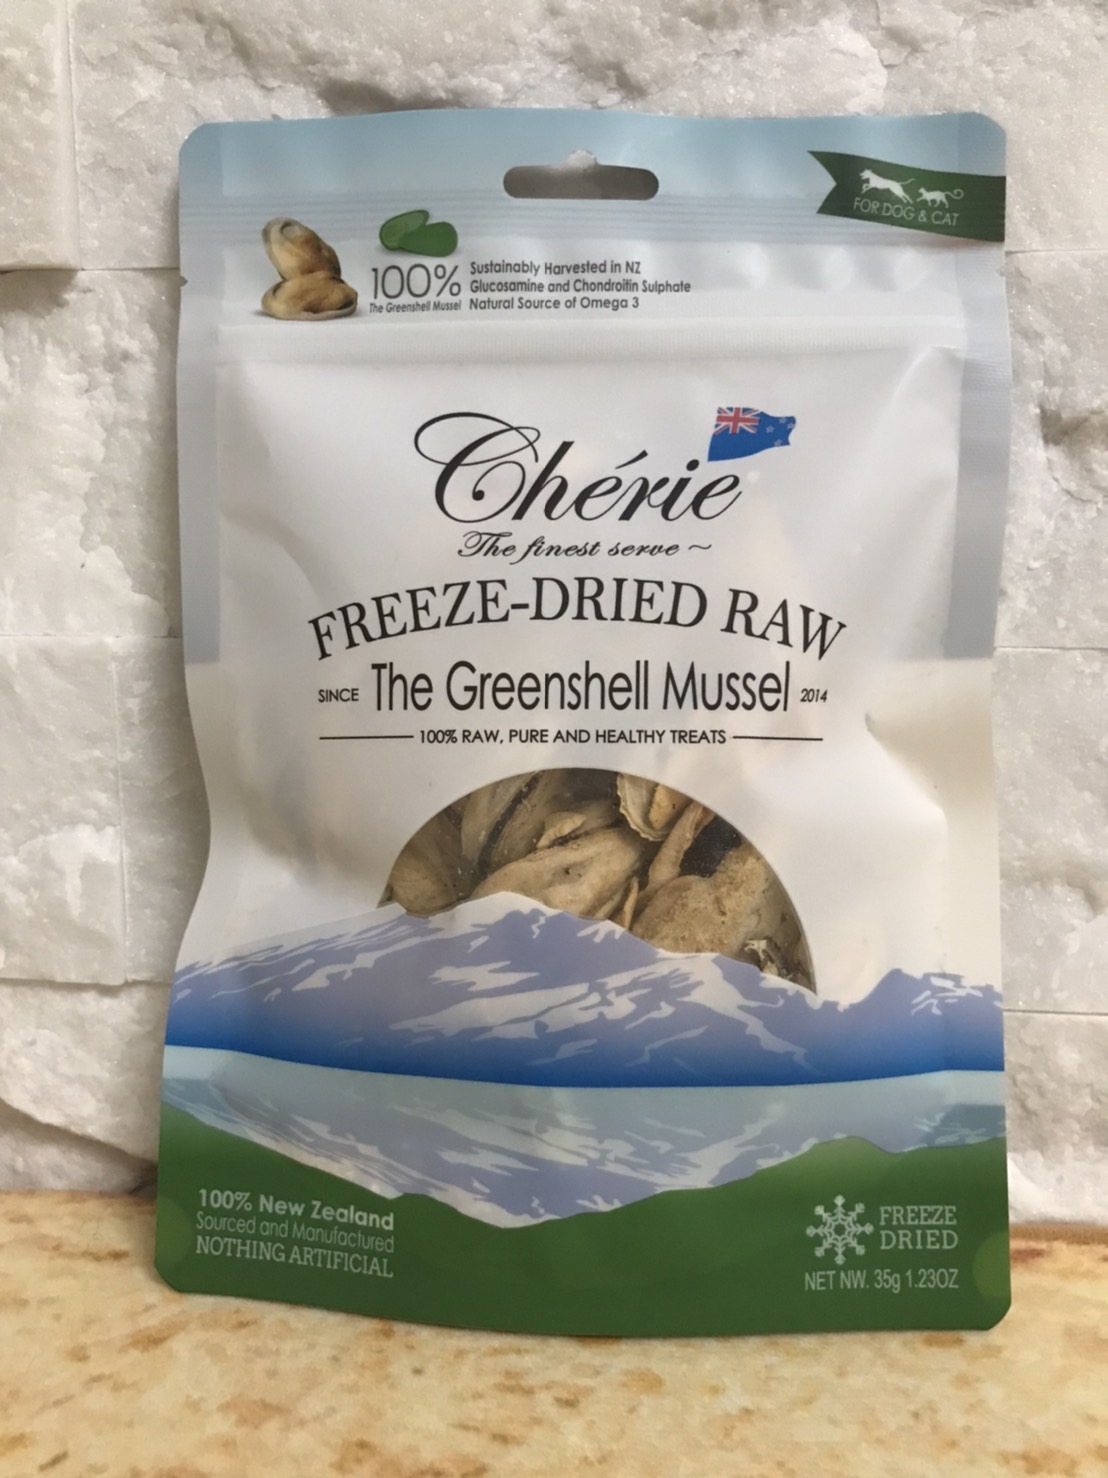 FOR DOG & CAT
100%
The Greenshell Mussel
Sustainably Harvested in NZ
Glucosamine and Chondroitin Sulphate
Natural Source of Omega 3
Chérie
The finest serve ~
FREEZE-DRIED RAW
SINCE The Greenshell Mussel 2014
100% RAW, PURE AND HEALTHY TREATS
100% New Zealand
Sourced and Manufactured
NOTHING ARTIFICIAL
FREEZE
DRIED
NET NW. 35g 1.23OZ